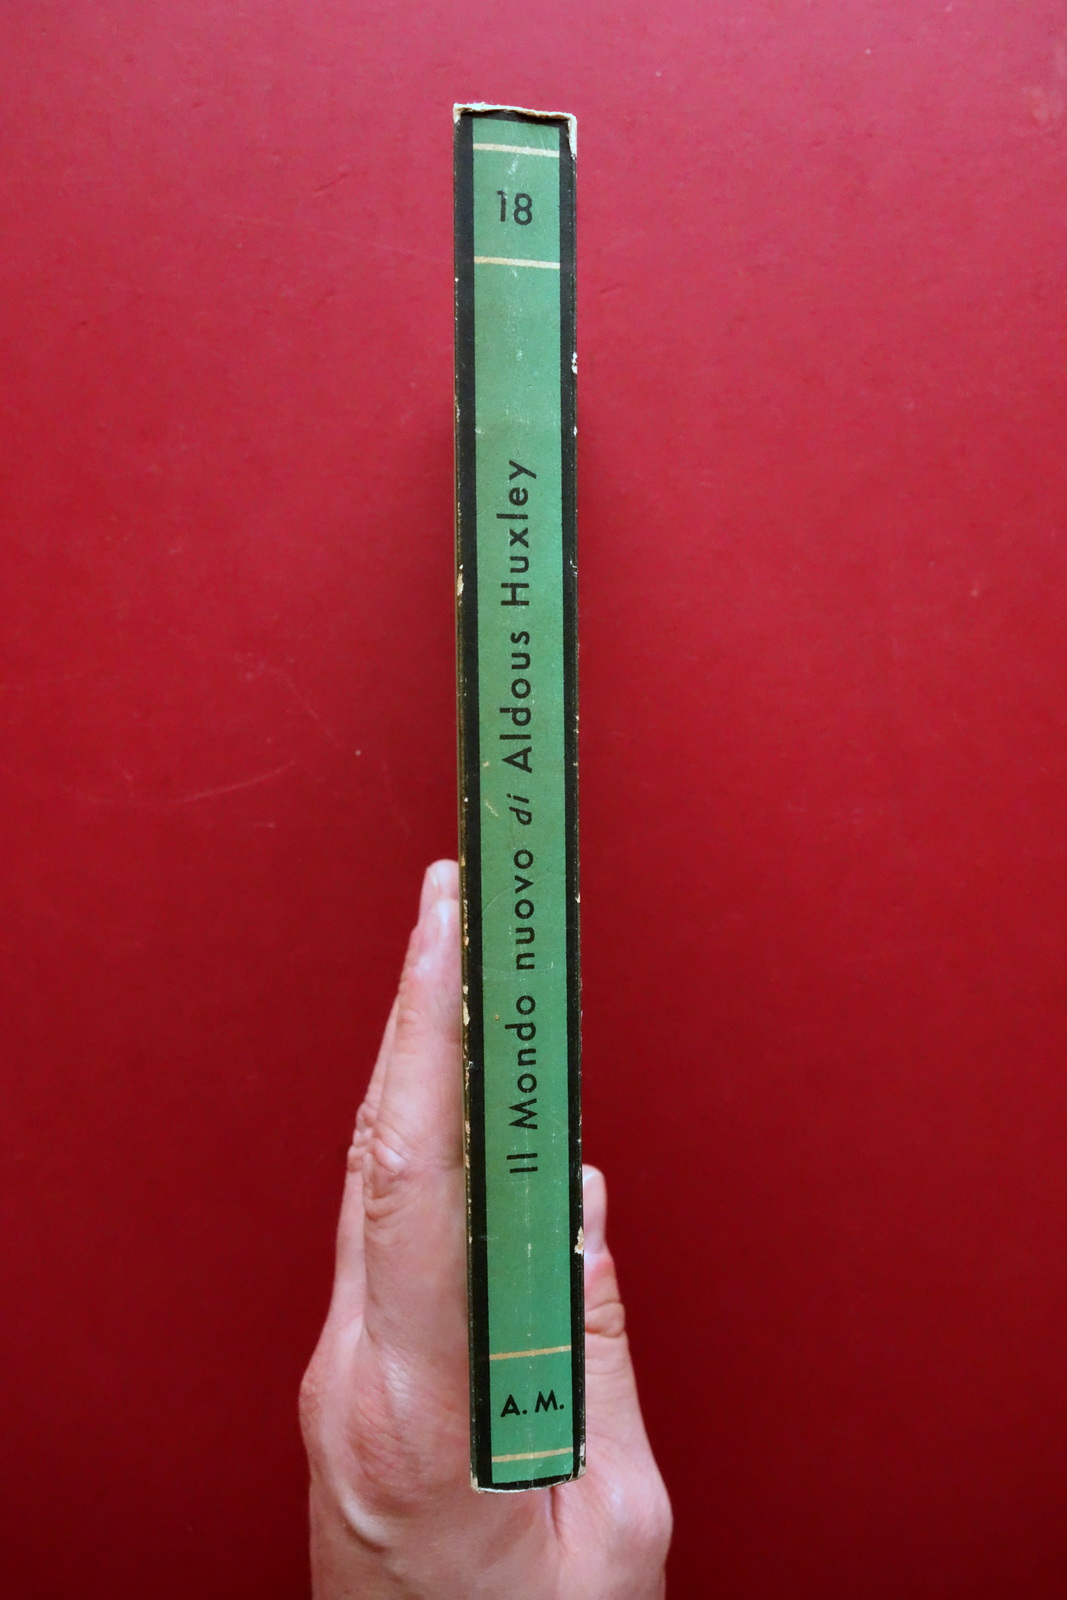 18
Il Mondo nuovo di Aldous Huxley
A. M.